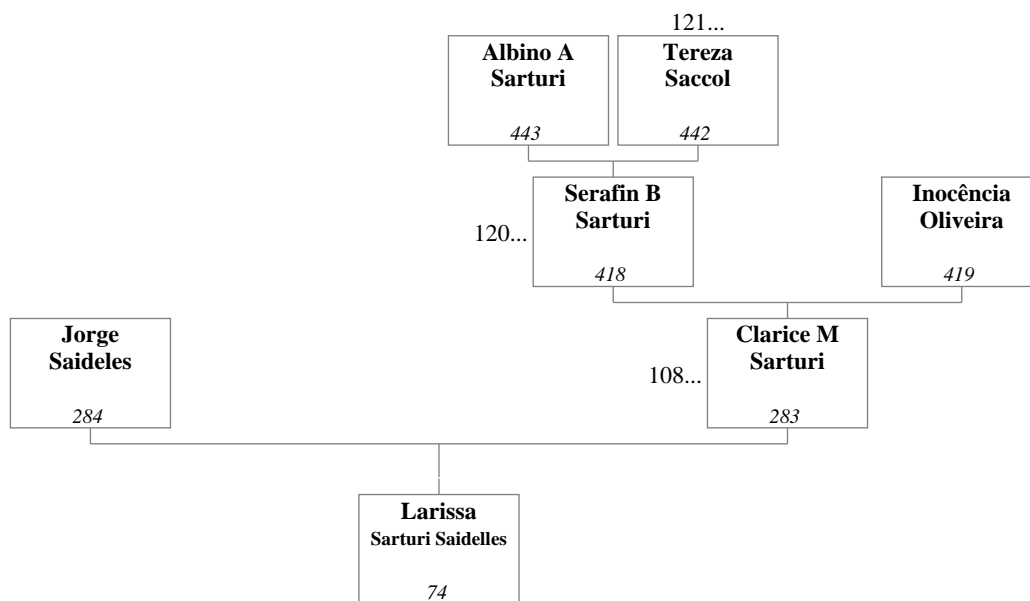 121...
Albino A
Sarturi
443
Tereza
Saccol
442
120...
Serafin B
Sarturi
418
Inocência
Oliveira
419
Jorge
Saideles
284
108...
Clarice M
Sarturi
283
Larissa
Sarturi Saidelles
74